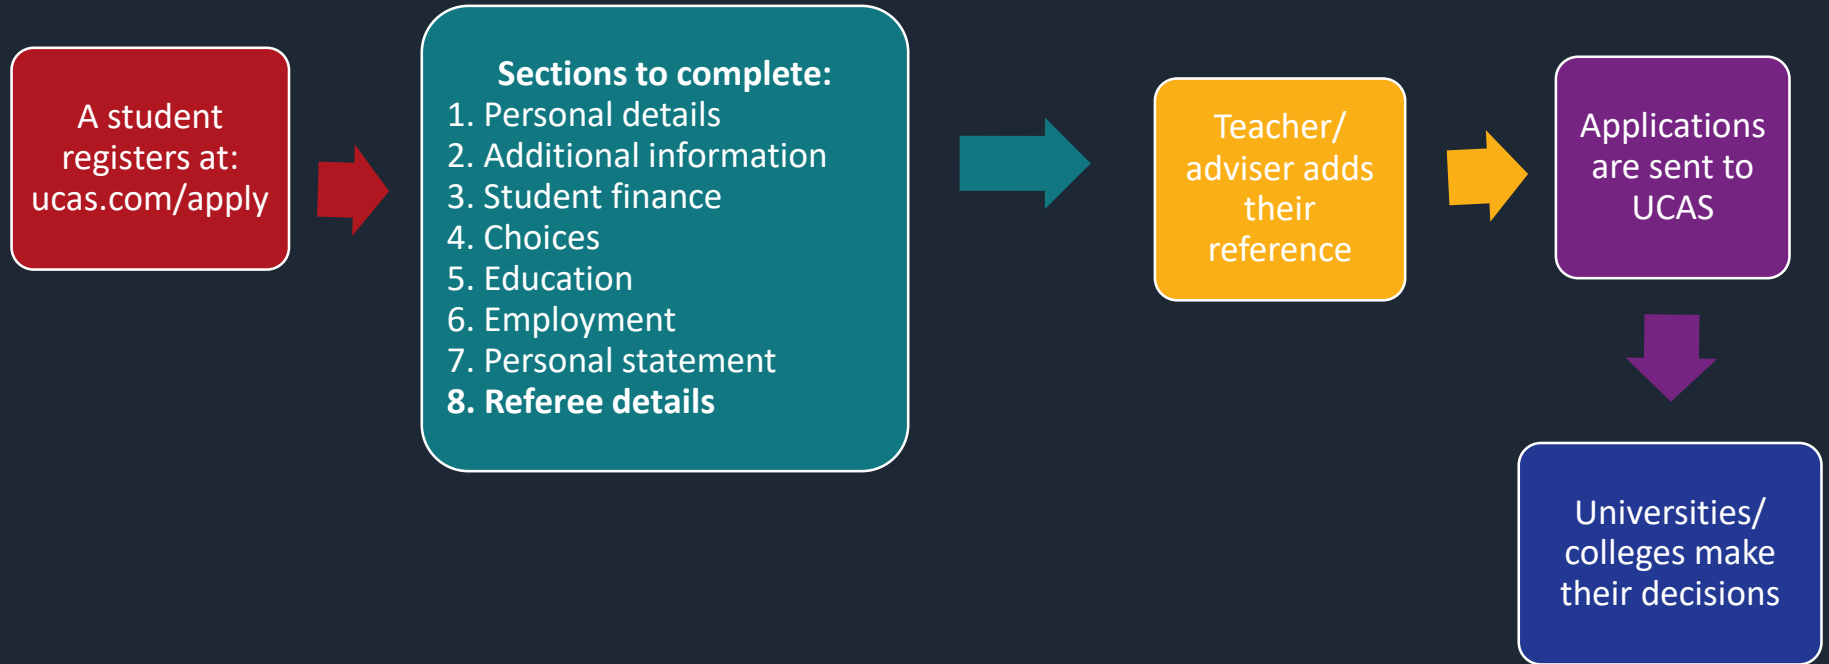 A student
registers at:
ucas.com/apply
Sections to complete:
1. Personal details
2. Additional information
3. Student finance
4. Choices
5. Education
6. Employment
7. Personal statement
8. Referee details
Teacher/
adviser adds
their
reference
Applications
are sent to
UCAS
Universities/
colleges make
their decisions